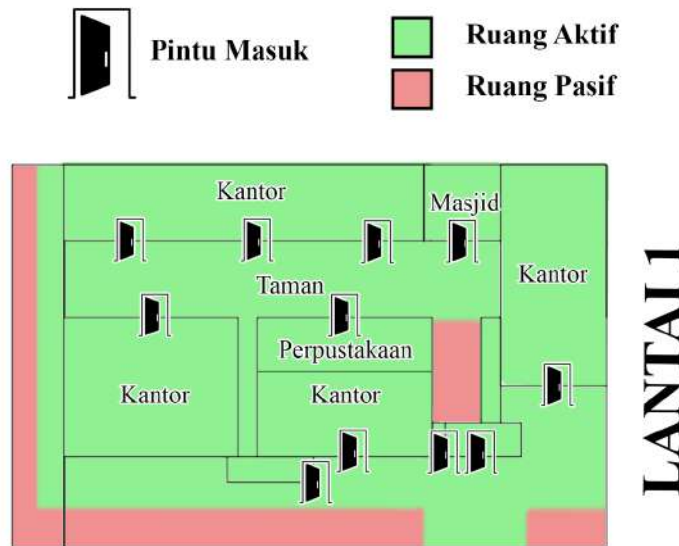 Pintu Masuk
Ruang Aktif
Ruang Pasif
Kantor
Masjid
Kantor
Taman
Perpustakaan
Kantor
Kantor
LANTAI 1